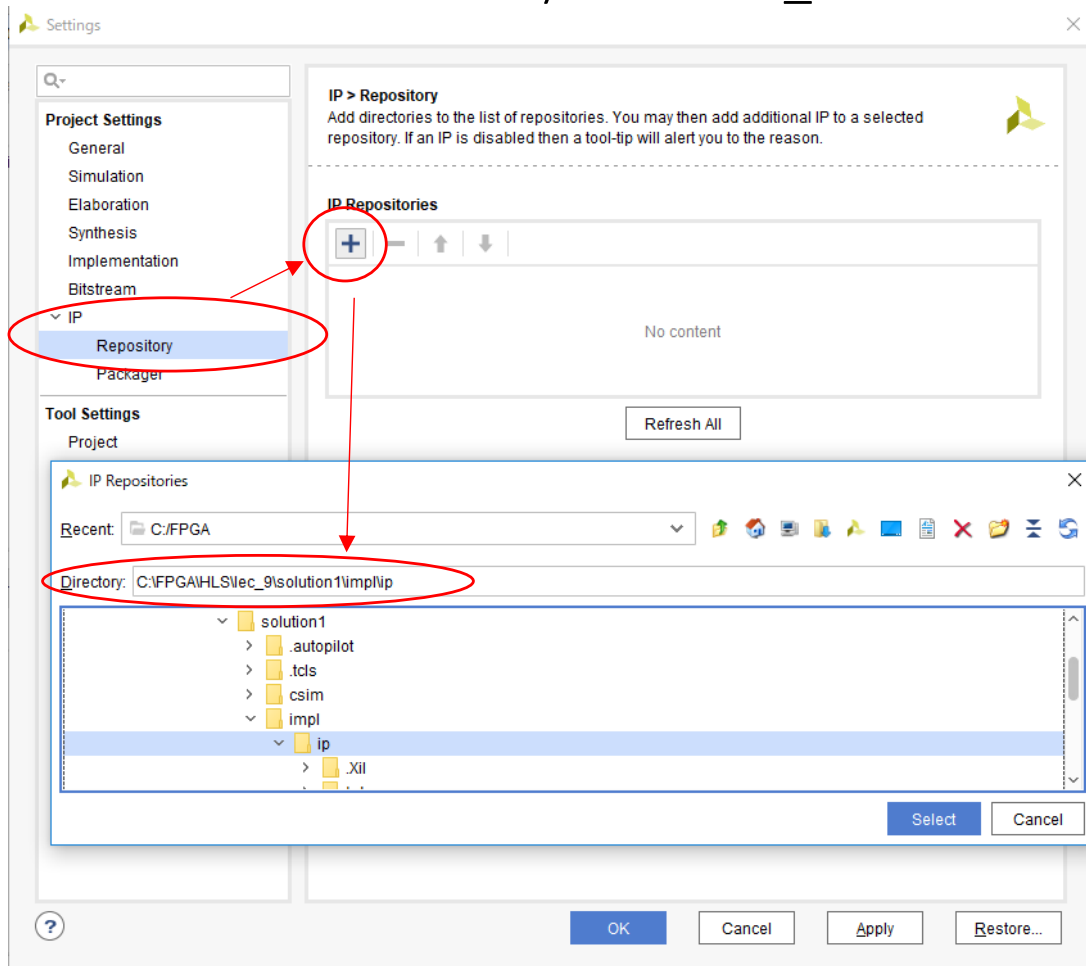 Settings
Project Settings
General
Simulation
Elaboration
Synthesis
Implementation
Bitstream
IP
Repository
Packager
Tool Settings
Project
IP > Repository
Add directories to the list of repositories. You may then add additional IP to a selected
repository. If an IP is disabled then a tool-tip will alert you to the reason.
IP Repositories
No content
Refresh All
IP Repositories
Recent: C:/FPGA
Directory: C:\FPGA\HLS\lec_9\solution1\impl\ip
solution1
.autopilot
.tcls
csim
impl
ip
.Xil
Select Cancel
? OK Cancel Apply Restore...